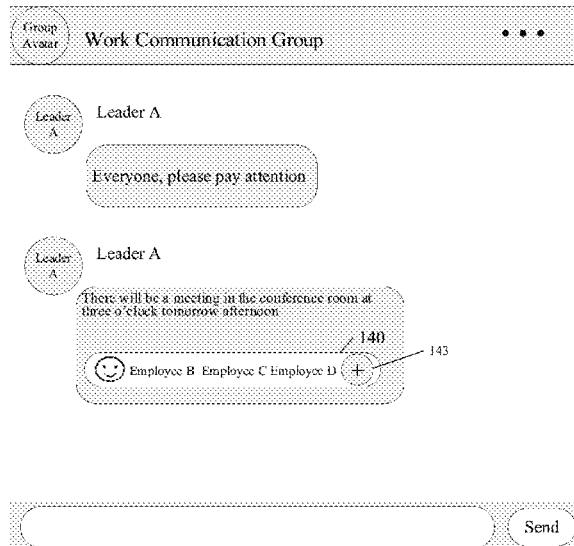 Group
Avatar
Work Communication Group
Leader
A
Leader A
Everyone, please pay attention
Leader
A
Leader A
There will be a meeting in the conference room at
three o'clock tomorrow afternoon
140
143
Employee B Employee C Employee D
Send